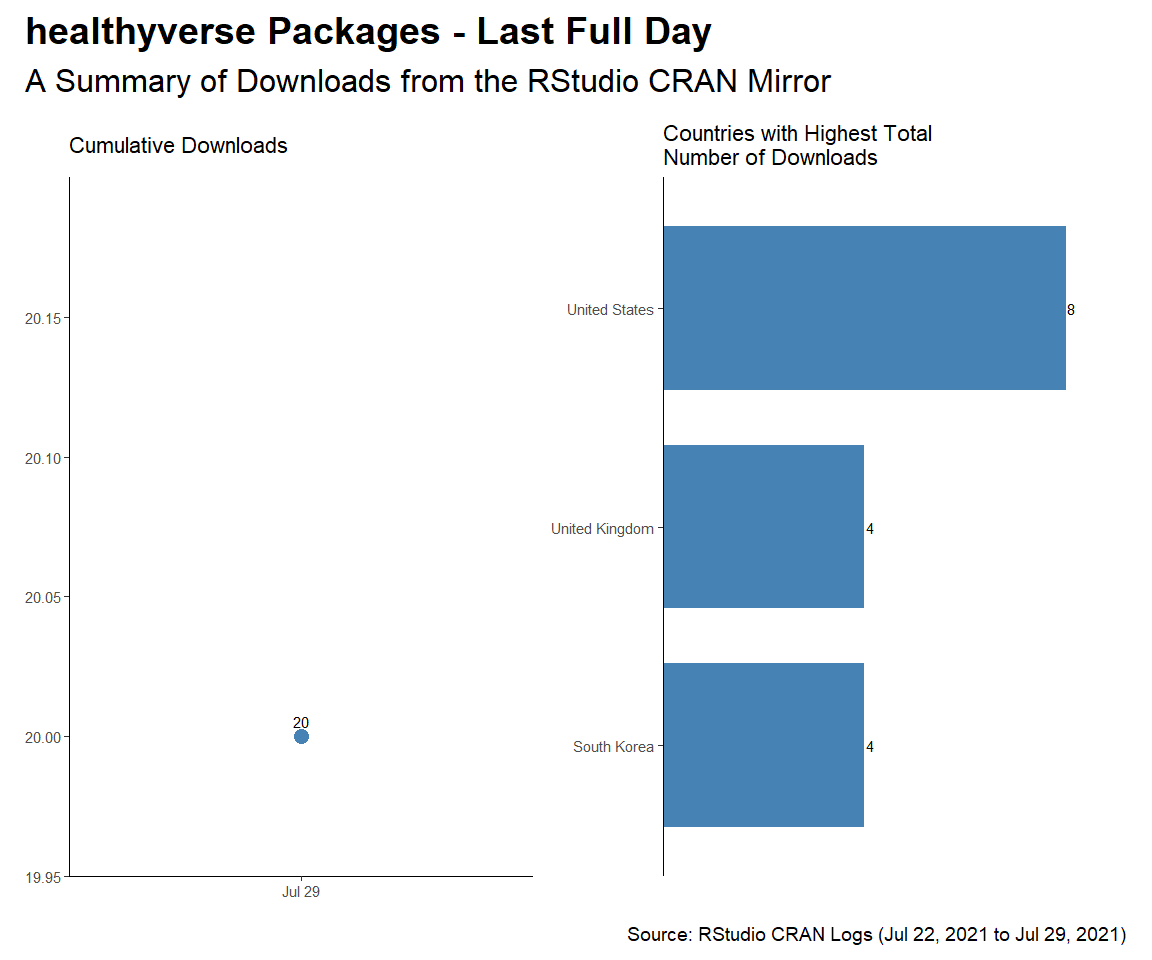 healthyverse Packages - Last Full Day
A Summary of Downloads from the RStudio CRAN Mirror
Cumulative Downloads
20.15
20.10
20.05
20.00
19.95
20
Jul 29
Countries with Highest Total
Number of Downloads
United States
8
United Kingdom
4
South Korea
4
Source: RStudio CRAN Logs (Jul 22, 2021 to Jul 29, 2021)